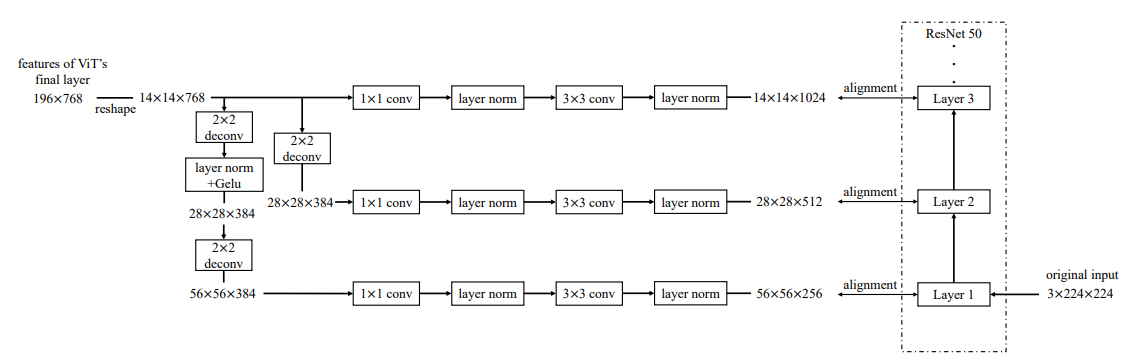 ResNet 50
features of ViT's
final layer
196×768
reshape
14×14×768
1×1 conv
layer norm
3×3 conv
layer norm
14×14×1024
alignment
Layer 3
2×2
deconv
2×2
deconv
layer norm
+Gelu
28×28×384
28×28×384
1×1 conv
layer norm
3×3 conv
layer norm
28×28×512
alignment
Layer 2
2×2
deconv
56×56×384
1×1 conv
layer norm
3×3 conv
layer norm
56×56×256
alignment
Layer 1
original input
3×224×224